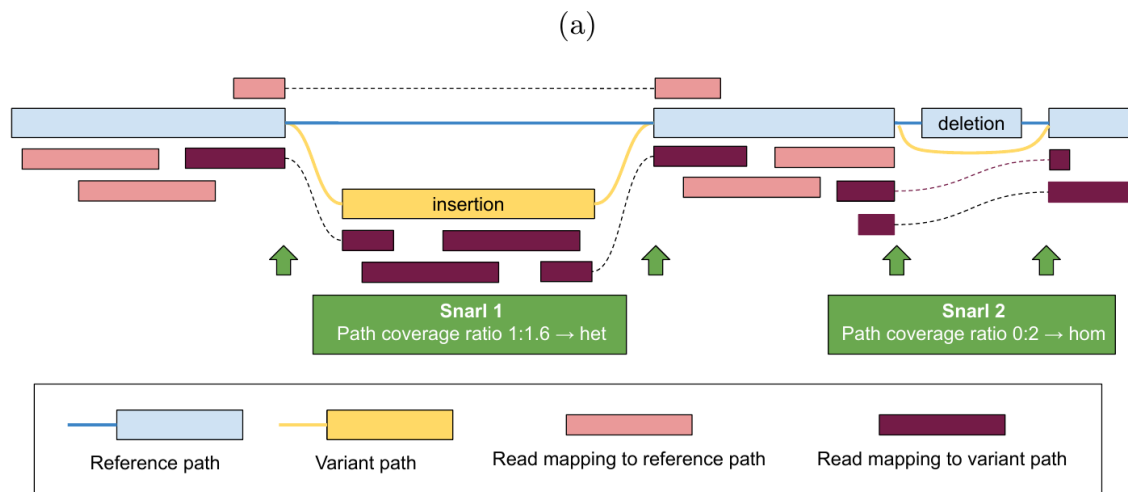 (a)
deletion
insertion
Snarl 1
Path coverage ratio 1:1.6 → het
Snarl 2
Path coverage ratio 0:2 → hom
Reference path
Variant path
Read mapping to reference path
Read mapping to variant path